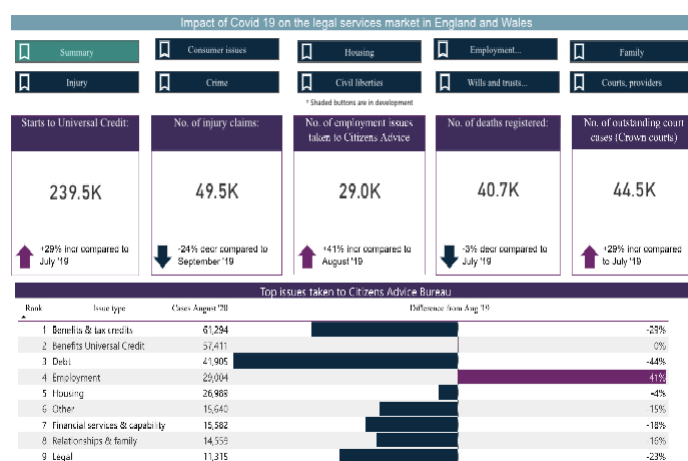 Impact of Covid 19 on the legal services market in England and Wales
Summary
Consumer issues
Housing
Employment...
Family
Injury
Crime
Civil liberties
Wills and trusts...
Courts, providers
* Shaded buttons are in development
Starts to Universal Credit:
239.5K
+29% incr compared to
July '19
No. of injury claims:
49.5K
-24% decr compared to
September '19
No. of employment issues
taken to Citizens Advice
29.0K
+41% incr compared to
August '19
No. of deaths registered:
40.7K
-3% decr compared to
July '19
No. of outstanding court
cases (Crown courts)
44.5K
+29% incr compared
to July '19
Top issues taken to Citizens Advice Bureau
Rank Issue type Cases August '20 Difference from Aug '19
1 Benefits & tax credits 61,294 -29%
2 Benefits Universal Credit 57,411 0%
3 Debt 41,905 -44%
4 Employment 29,004 41%
5 Housing 26,988 -4%
6 Other 15,640 -15%
7 Financial services & capability 15,582 -18%
8 Relationships & family 14,559 -16%
9 Legal 11,315 -23%